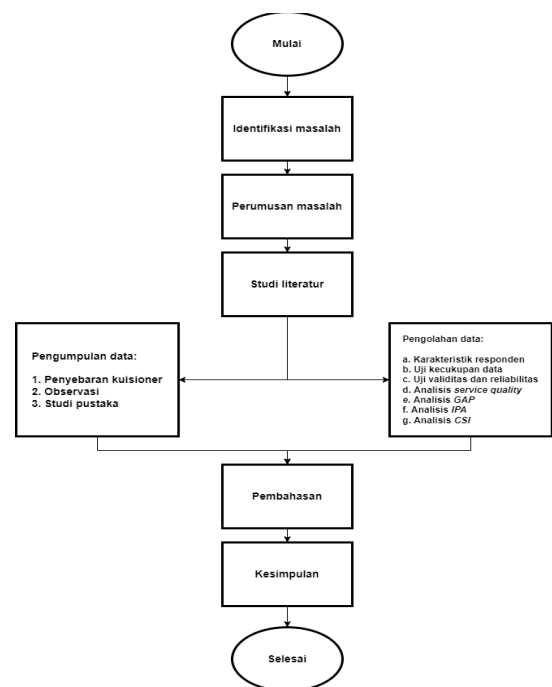 Mulai
Identifikasi masalah
Perumusan masalah
Studi literatur
Pengumpulan data:
1. Penyebaran kuisioner
2. Observasi
3. Studi pustaka
Pengolahan data:
a. Karakteristik responden
b. Uji kecukupan data
c. Uji validitas dan reliabilitas
d. Analisis service quality
e. Analisis GAP
f. Analisis IPA
g. Analisis CSI
Pembahasan
Kesimpulan
Selesai